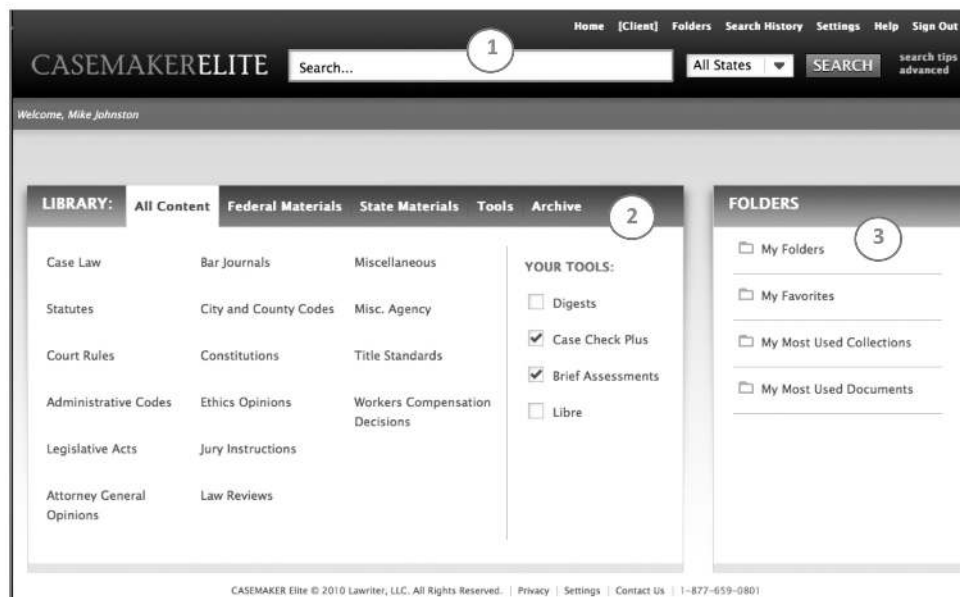 Home [Client] Folders Search History Settings Help Sign Out
1
CASEMAKERELITE
Search...
All States
SEARCH
search tips
advanced
Welcome, Mike Johnston
LIBRARY:
All Content Federal Materials State Materials Tools Archive
2
Case Law
Statutes
Court Rules
Administrative Codes
Legislative Acts
Attorney General
Opinions
Bar Journals
City and County Codes
Constitutions
Ethics Opinions
Jury Instructions
Law Reviews
Miscellaneous
Misc. Agency
Title Standards
Workers Compensation
Decisions
YOUR TOOLS:
Digests
Case Check Plus
Brief Assessments
Libre
FOLDERS
3
My Folders
My Favorites
My Most Used Collections
My Most Used Documents
CASEMAKER Elite © 2010 Lawriter, LLC. All Rights Reserved. | Privacy | Settings | Contact Us | 1-877-659-0801